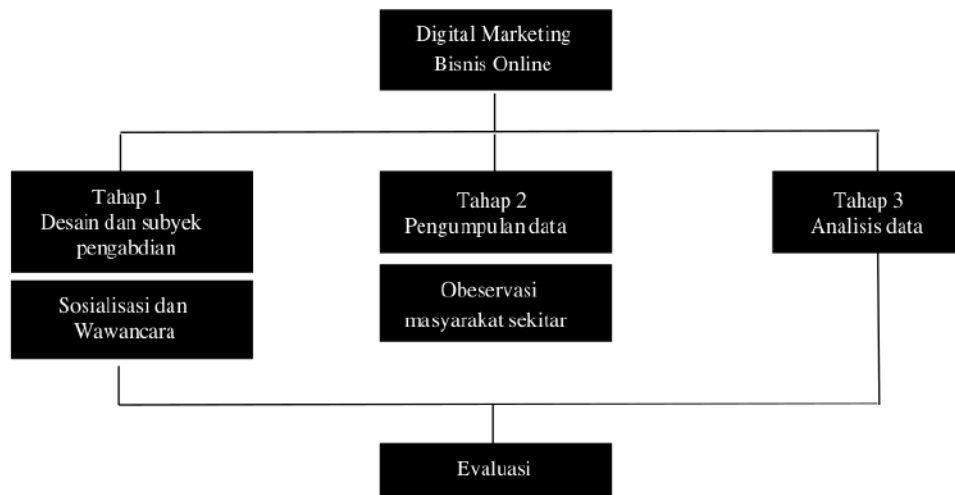 Digital Marketing
Bisnis Online
Tahap 1
Desain dan subyek
pengabdian
Sosialisasi dan
Wawancara
Tahap 2
Pengumpulan data
Obeservasi
masyarakat sekitar
Tahap 3
Analisis data
Evaluasi